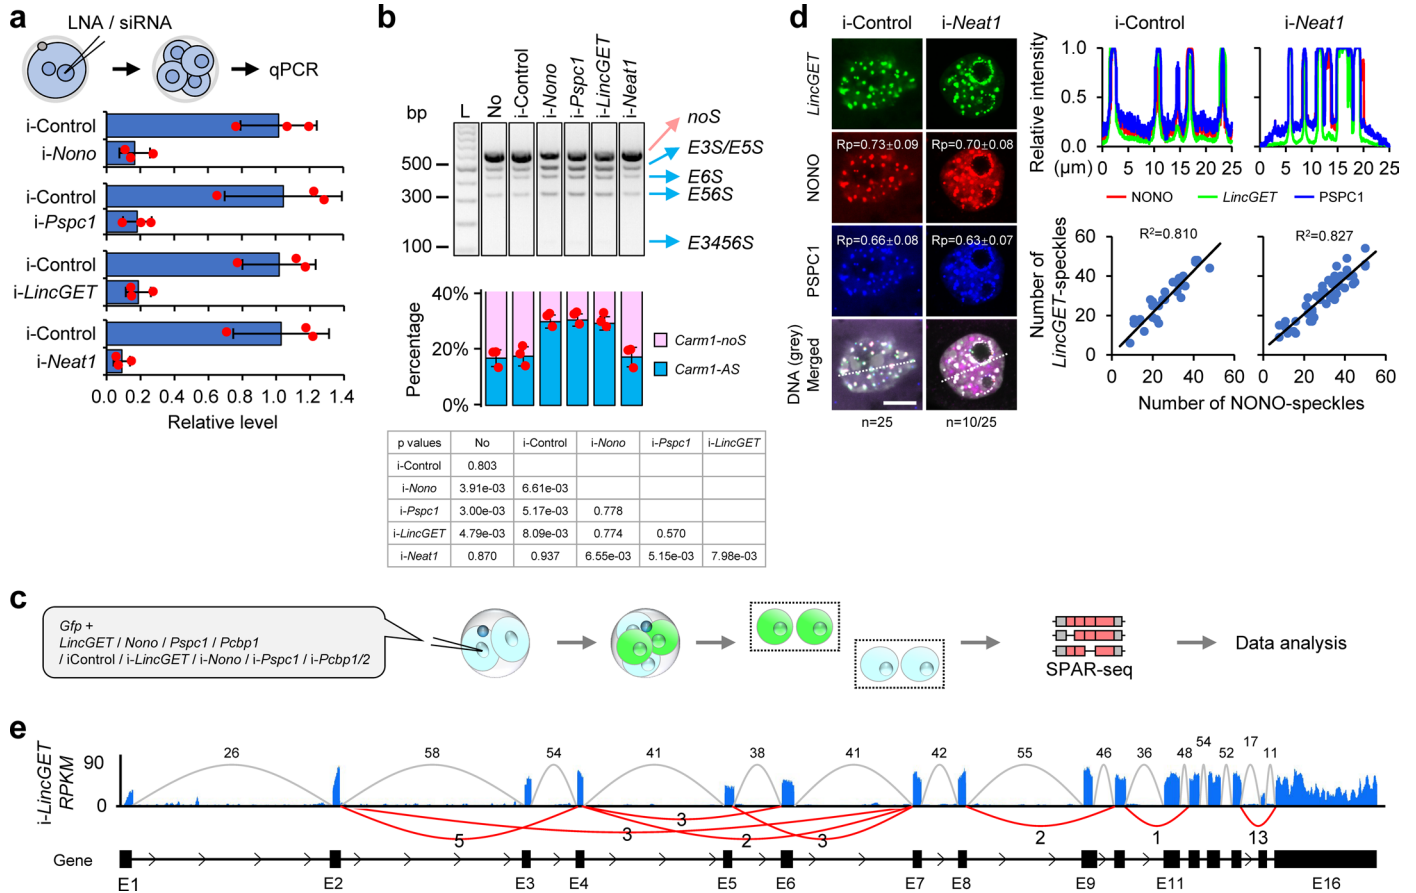 a
LNA / siRNA
qPCR
i-Control
i-Nono
i-Control
i-Pspc1
i-Control
i-LincGET
i-Control
i-Neat1
0.0 0.2 0.4 0.6 0.8 1.0 1.2 1.4
Relative level
b
bp L No i-Control i-Nono i-Pspc1 i-LincGET i-Neat1
500
300
100
noS
E3S/E5S
E6S
E56S
E3456S
40%
20%
0%
Percentage
Carm1-noS
Carm1-AS
p values No i-Control i-Nono i-Pspc1 i-LincGET
i-Control 0.803
i-Nono 3.91e-03 6.61e-03
i-Pspc1 3.00e-03 5.17e-03 0.778
i-LincGET 4.79e-03 8.09e-03 0.774 0.570
i-Neat1 0.870 0.937 6.55e-03 5.15e-03 7.98e-03
d
i-Control i-Neat1
LincGET
NONO
Rp=0.73±0.09 Rp=0.70±0.08
PSPC1
Rp=0.66±0.08 Rp=0.63±0.07
DNA (grey)
Merged
n=25 n=10/25
i-Control i-Neat1
Relative intensity
1.0
0.5
0.0
(μm)
0 5 10 15 20 25
0 5 10 15 20 25
NONO LincGET PSPC1
Number of
LincGET-speckles
60
40
20
0
R²=0.810
R²=0.827
0 20 40 60
0 20 40 60
Number of NONO-speckles
c
Gfp +
LincGET / Nono / Pspc1 / Pcbp1
/ iControl / i-LincGET / i-Nono / i-Pspc1 / i-Pcbp1/2
SPAR-seq
Data analysis
e
i-LincGET
RPKM
90
0
26 58 54 41 38 41 42 55 46 36 48 54 52 17 11
5 3 3 2 3 2 1 13
Gene
E1 E2 E3 E4 E5 E6 E7 E8 E9 E11 E16